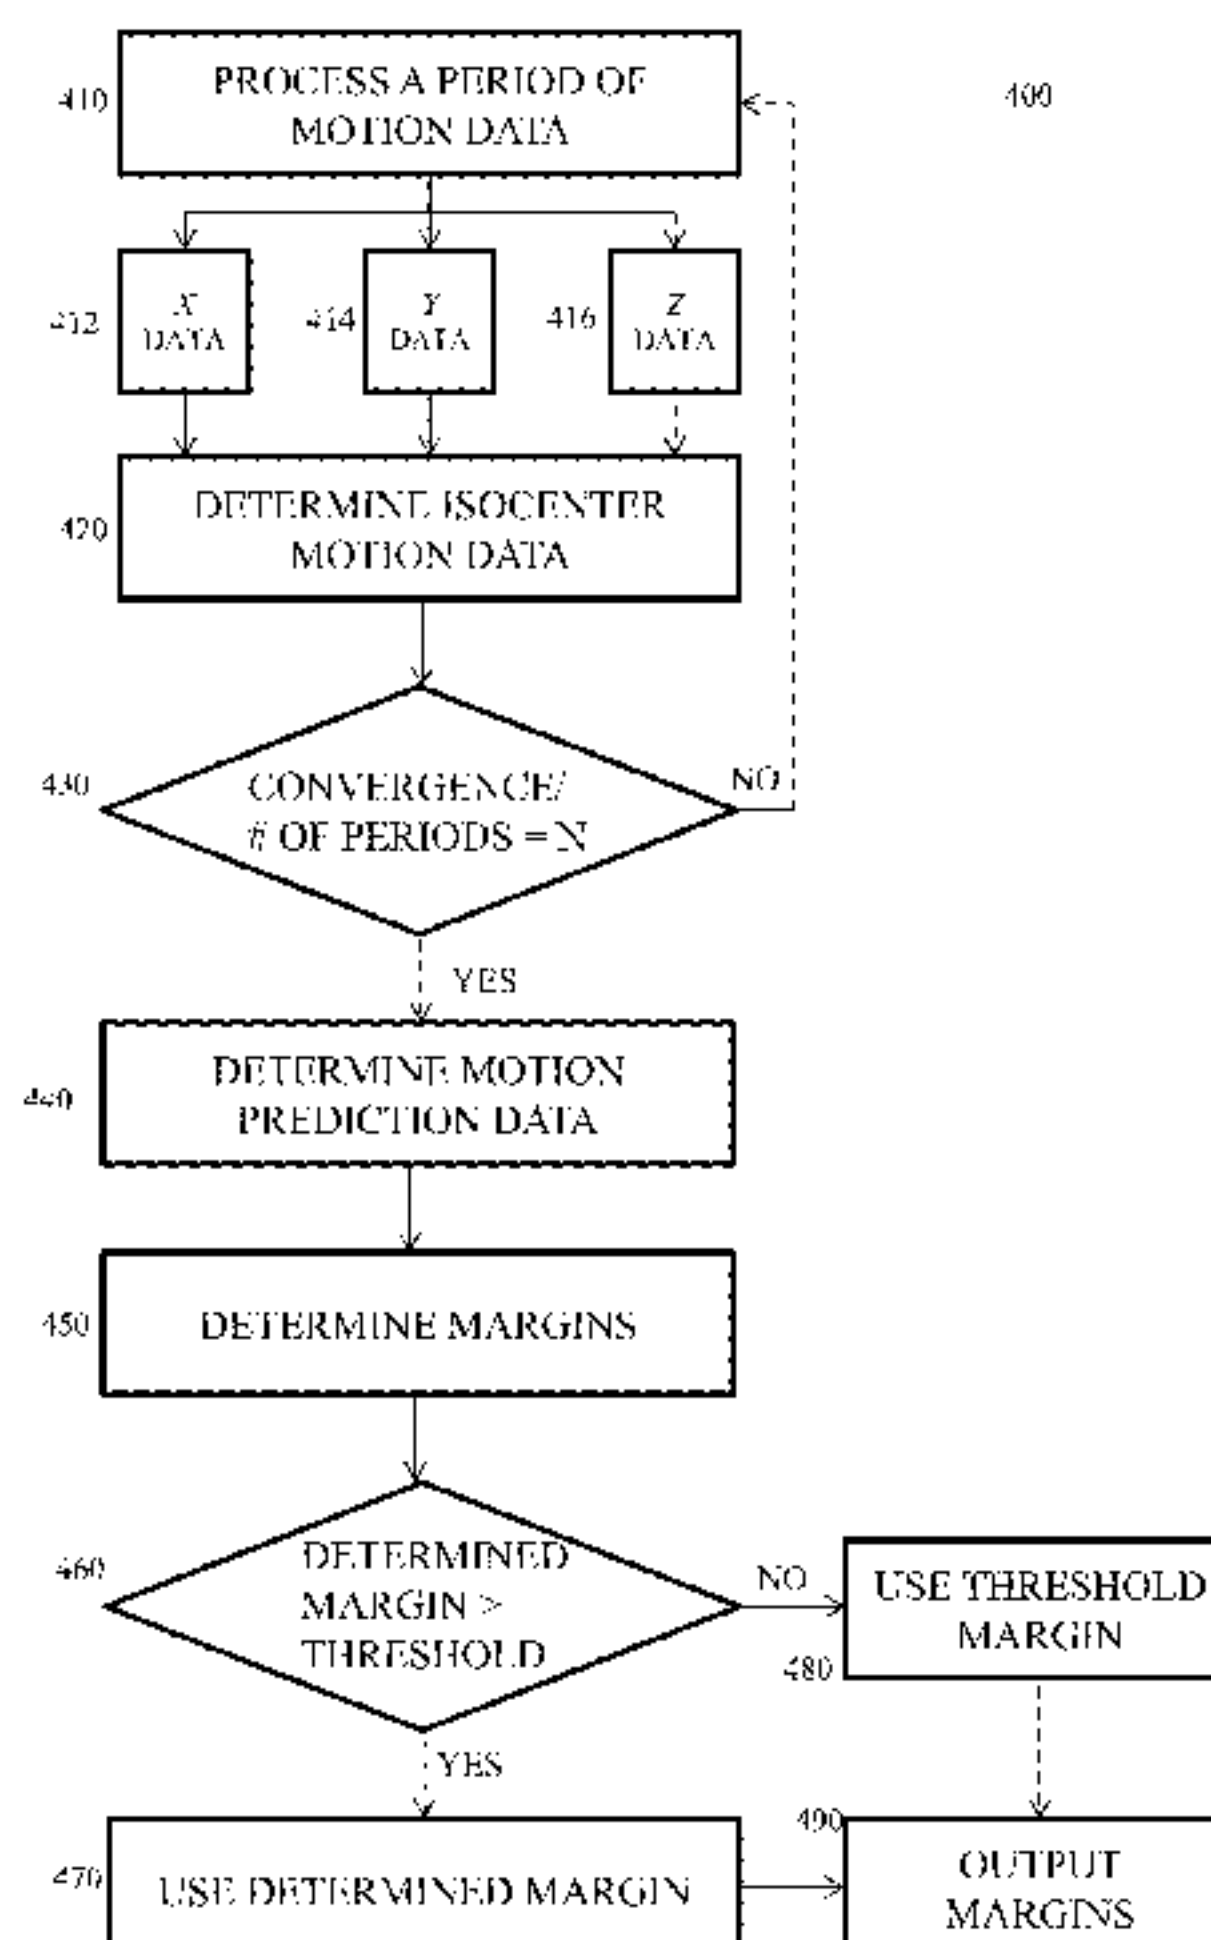 410
PROCESS A PERIOD OF
MOTION DATA
400
412
X
DATA
414
Y
DATA
416
Z
DATA
420
DETERMINE ISOCENTER
MOTION DATA
430
CONVERGENCE/
# OF PERIODS = N
NO
YES
440
DETERMINE MOTION
PREDICTION DATA
450
DETERMINE MARGINS
460
DETERMINED
MARGIN >
THRESHOLD
NO
USE THRESHOLD
MARGIN
480
YES
470
USE DETERMINED MARGIN
490
OUTPUT
MARGINS